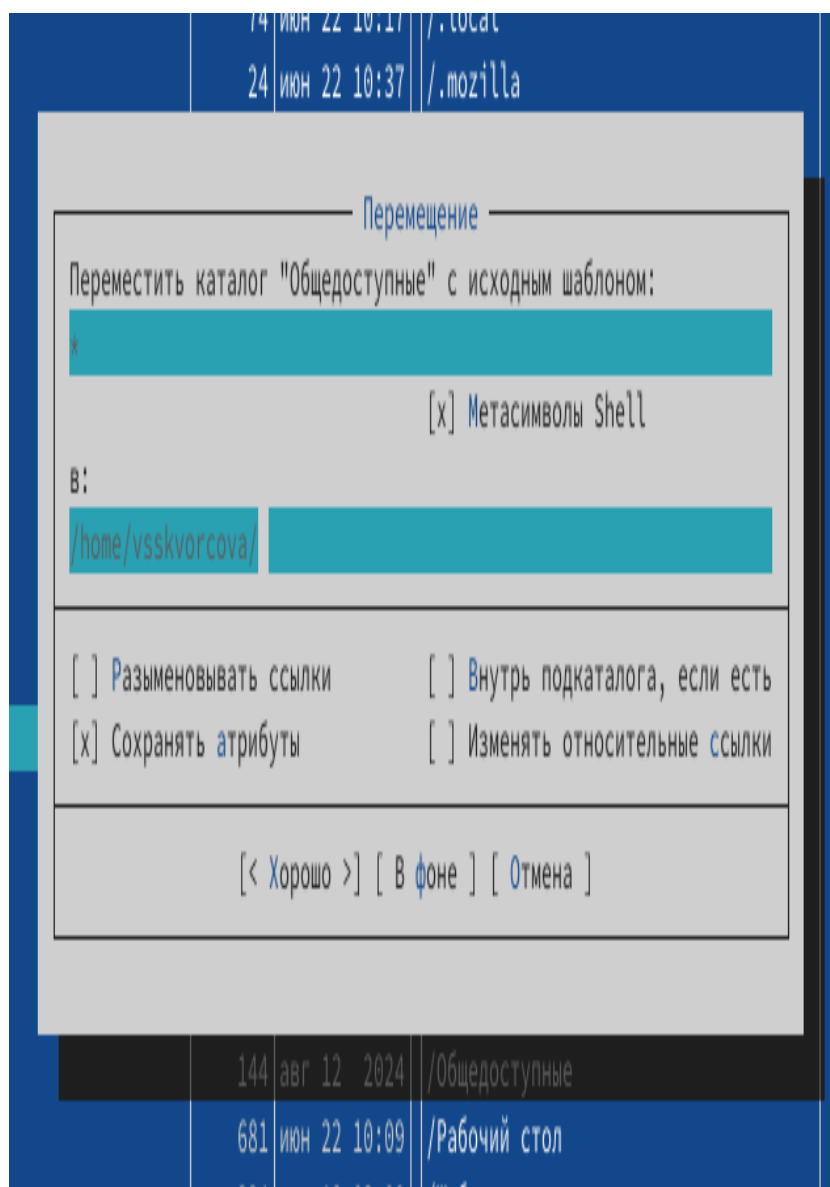 74 июн 22 10:17 /.local
24 июн 22 10:37 /.mozilla
Перемещение
Переместить каталог "Общедоступные" с исходным шаблоном:
*
[x] Метасимволы Shell
в:
/home/vsskvorcova/
[ ] Разыменовывать ссылки [ ] Внутрь подкаталога, если есть
[x] Сохранять атрибуты [ ] Изменять относительные ссылки
[< Хорошо >] [ В фоне ] [ Отмена ]
144 авг 12 2024 /Общедоступные
681 июн 22 10:09 /Рабочий стол